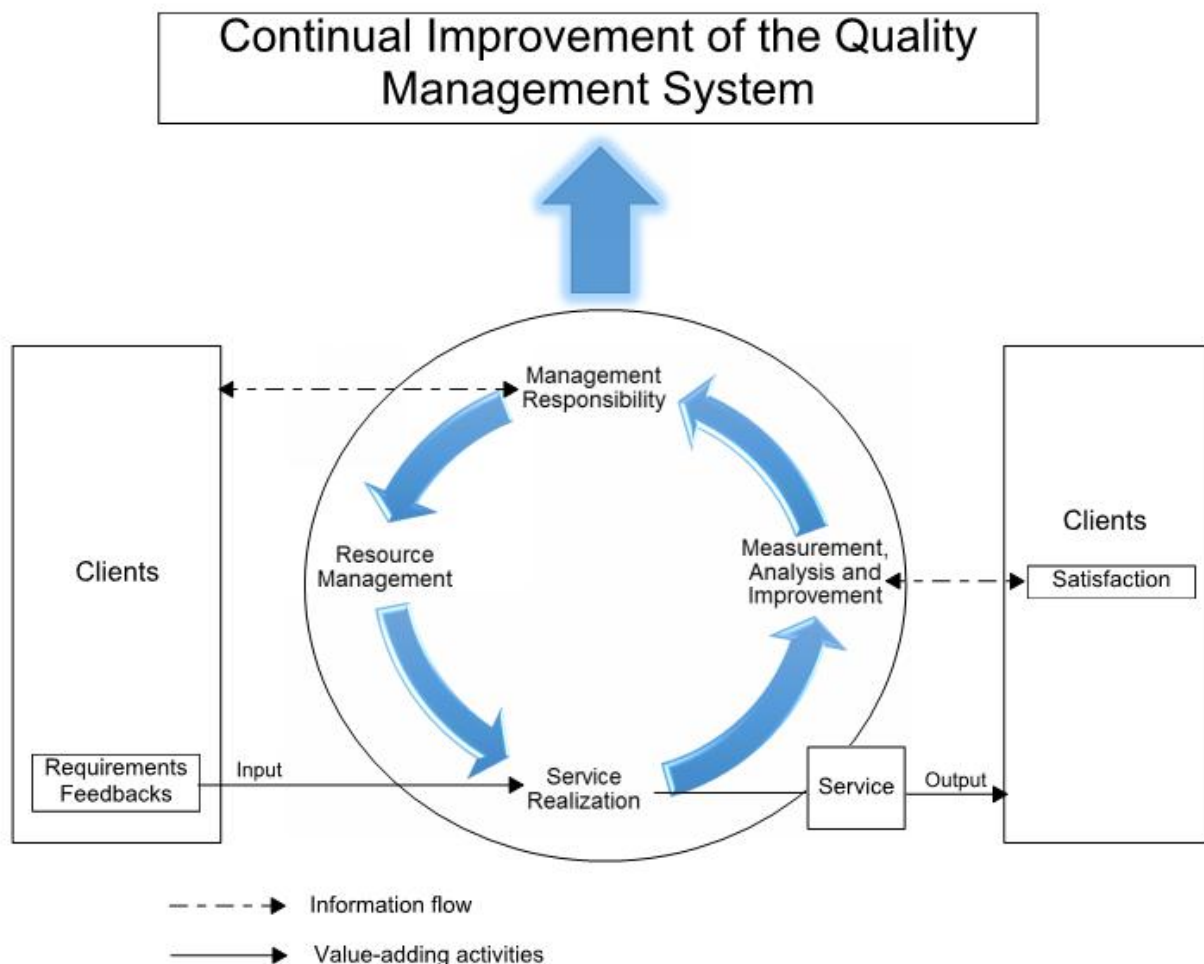 Continual Improvement of the Quality
Management System
Management
Responsibility
Clients
Resource
Management
Measurement,
Analysis and
Improvement
Clients
Satisfaction
Requirements
Feedbacks
Input
Service
Realization
Service
Output
Information flow
Value-adding activities